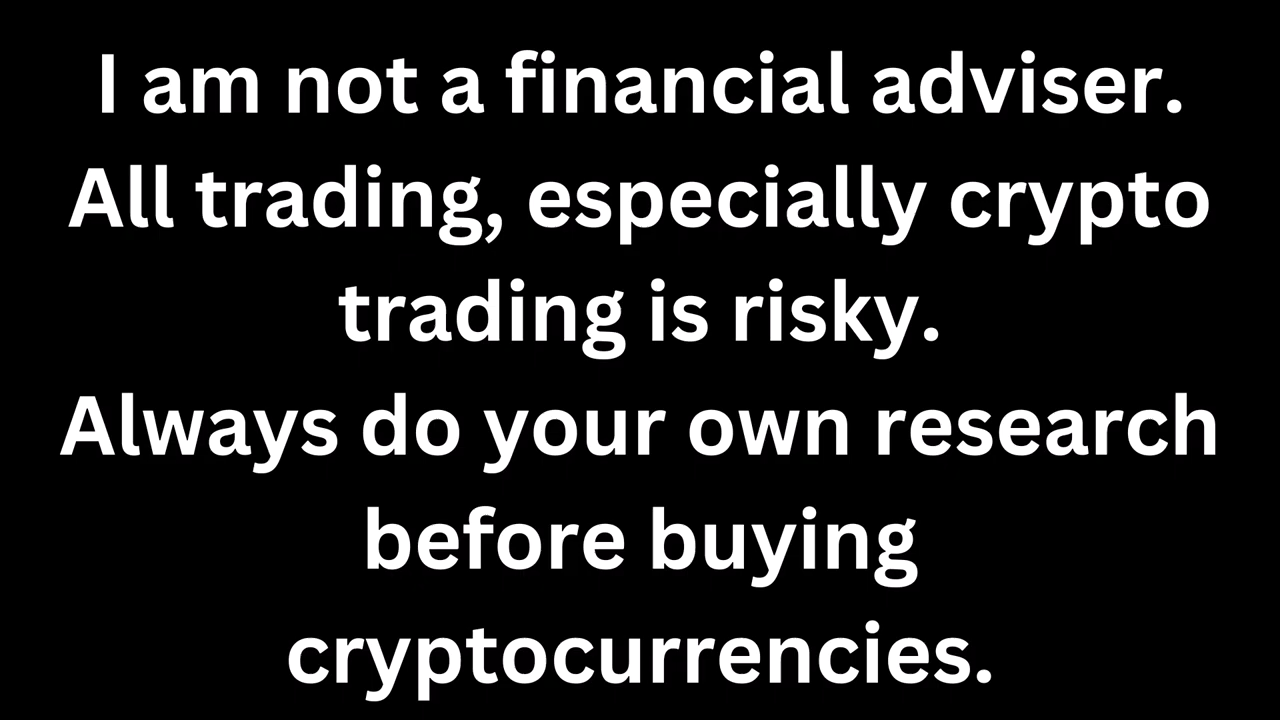 I am not a financial adviser.
All trading, especially crypto
trading is risky.
Always do your own research
before buying
cryptocurrencies.